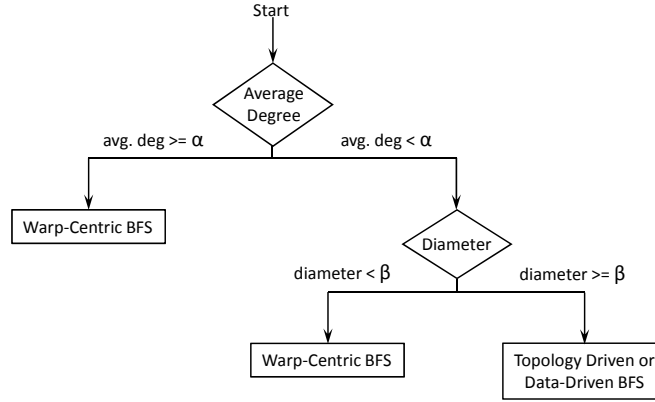 Start
Average
Degree
avg. deg >= α
avg. deg < α
Warp-Centric BFS
Diameter
diameter < β
diameter >= β
Warp-Centric BFS
Topology Driven or
Data-Driven BFS